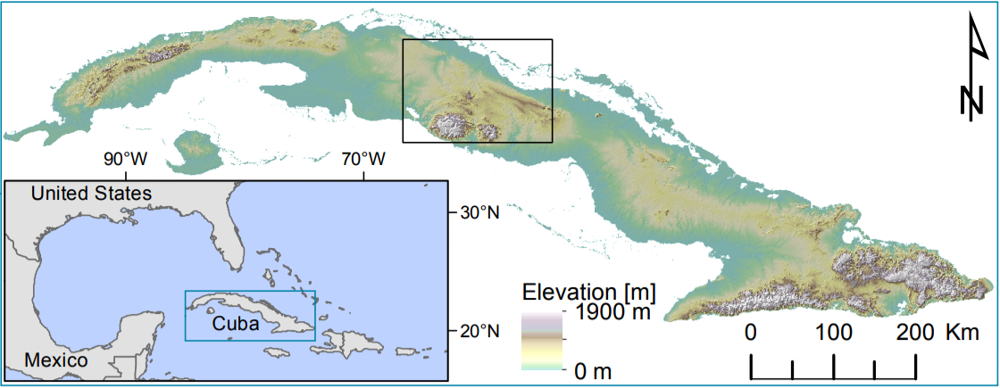 N
90°W
70°W
United States
30°N
Cuba
20°N
Mexico
Elevation [m]
1900 m
0 m
0 100 200 Km